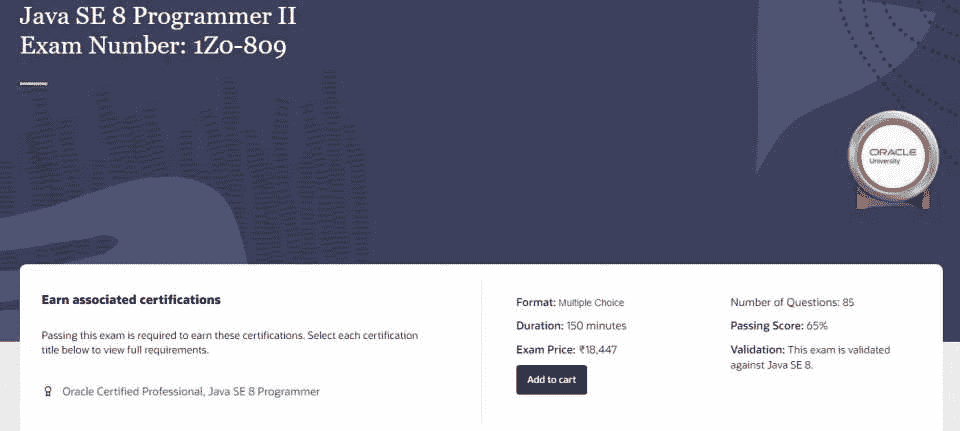 Java SE 8 Programmer II
Exam Number: 1Z0-809
ORACLE
University
Earn associated certifications
Passing this exam is required to earn these certifications. Select each certification
title below to view full requirements.
Oracle Certified Professional, Java SE 8 Programmer
Format: Multiple Choice
Duration: 150 minutes
Exam Price: ₹18,447
Add to cart
Number of Questions: 85
Passing Score: 65%
Validation: This exam is validated
against Java SE 8.